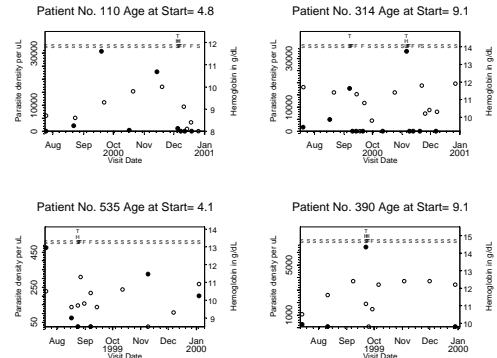 Patient No. 110 Age at Start= 4.8
T
H
S S S S S S S S S S S S S S S S F F F S
Parasite density per uL
0 10000 30000
8 9 10 11 12
Hemoglobin in g/dL
Aug Sep Oct Nov Dec Jan
2000 2001
Visit Date
Patient No. 314 Age at Start= 9.1
T T
H H
Parasite density per uL
0 10000 30000
9 10 11 12 13 14
Hemoglobin in g/dL
Aug Sep Oct Nov Dec Jan
2000 2001
Visit Date
Patient No. 535 Age at Start= 4.1
T
H
Parasite density per uL
50 250 450
9 10 11 12 13 14
Hemoglobin in g/dL
Aug Sep Oct Nov Dec Jan
1999 2000
Visit Date
Patient No. 390 Age at Start= 9.1
T
H
Parasite density per uL
1000 5000
10 11 12 13 14 15
Hemoglobin in g/dL
Aug Sep Oct Nov Dec Jan
1999 2000
Visit Date